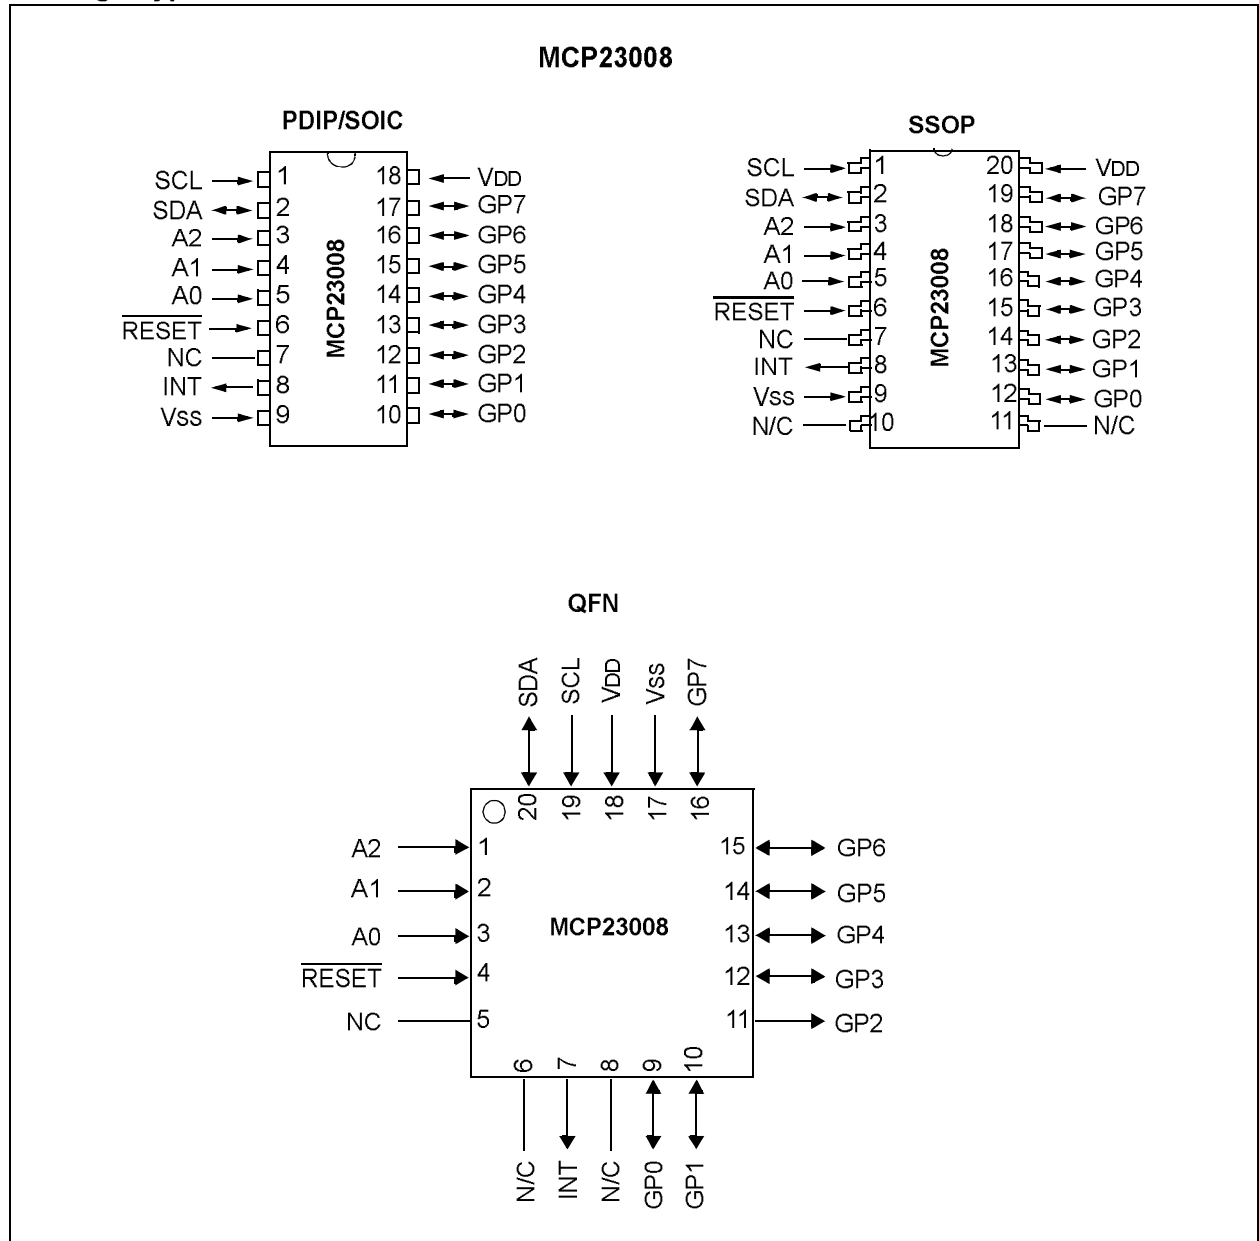 MCP23008
PDIP/SOIC
SCL 1 18 VDD
SDA 2 17 GP7
A2 3 16 GP6
A1 4 15 GP5
A0 5 14 GP4
RESET 6 13 GP3
NC 7 12 GP2
INT 8 11 GP1
VSS 9 10 GP0
MCP23008
SSOP
SCL 1 20 VDD
SDA 2 19 GP7
A2 3 18 GP6
A1 4 17 GP5
A0 5 16 GP4
RESET 6 15 GP3
NC 7 14 GP2
INT 8 13 GP1
VSS 9 12 GP0
N/C 10 11 N/C
MCP23008
QFN
SDA SCL VDD VSS GP7
20 19 18 17 16
A2 1 15 GP6
A1 2 14 GP5
A0 3 13 GP4
MCP23008
RESET 4 12 GP3
NC 5 11 GP2
6 7 8 9 10
N/C INT N/C GP0 GP1